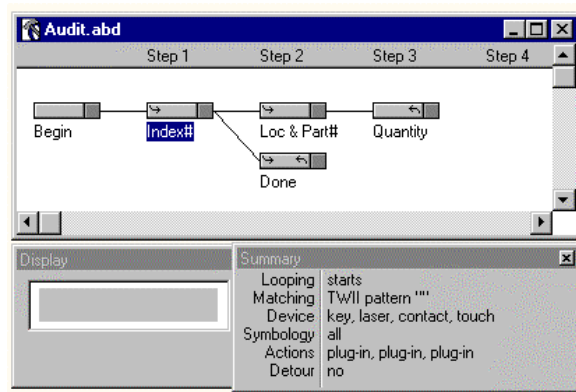 Audit.abd
Step 1 Step 2 Step 3 Step 4
Begin Index# Loc & Part# Quantity
Done
Display
Summary
Looping starts
Matching TWII pattern ""
Device key, laser, contact, touch
Symbology all
Actions plug-in, plug-in, plug-in
Detour no